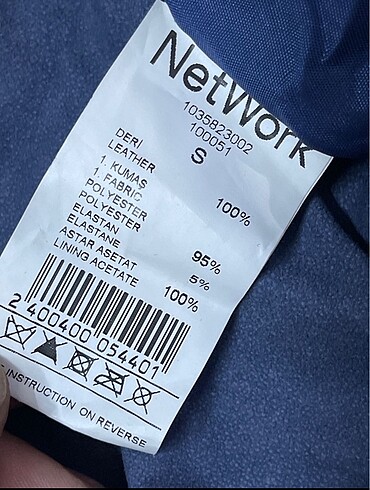 NetWork
1035823002
100051
S
DERİ
LEATHER 100%
1. KUMAŞ
1. FABRIC
POLYESTER
POLYESTER 95%
ELASTAN
ELASTANE 5%
ASTAR ASETAT
LINING ACETATE 100%
2 400400 054401
INSTRUCTION ON REVERSE